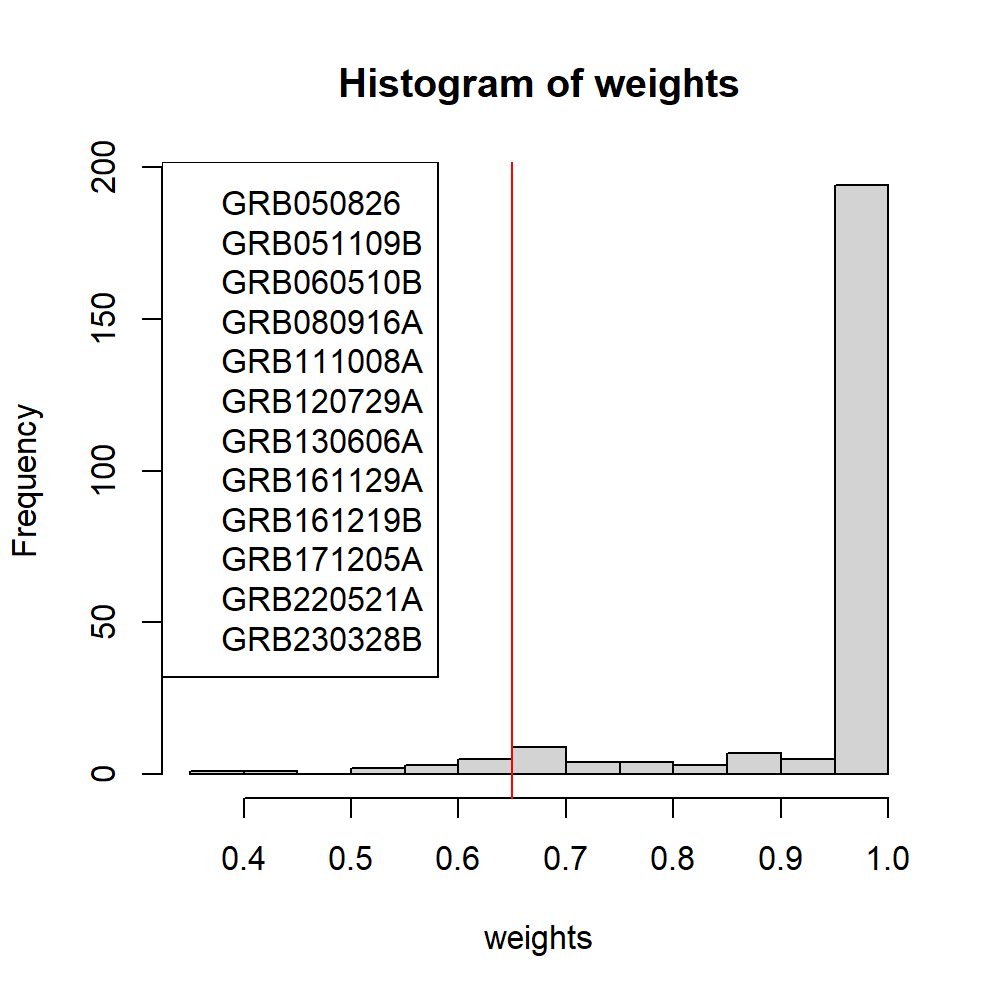 Histogram of weights
GRB050826
GRB051109B
GRB060510B
GRB080916A
GRB111008A
GRB120729A
GRB130606A
GRB161129A
GRB161219B
GRB171205A
GRB220521A
GRB230328B
Frequency
200
150
100
50
0
0.4 0.5 0.6 0.7 0.8 0.9 1.0
weights